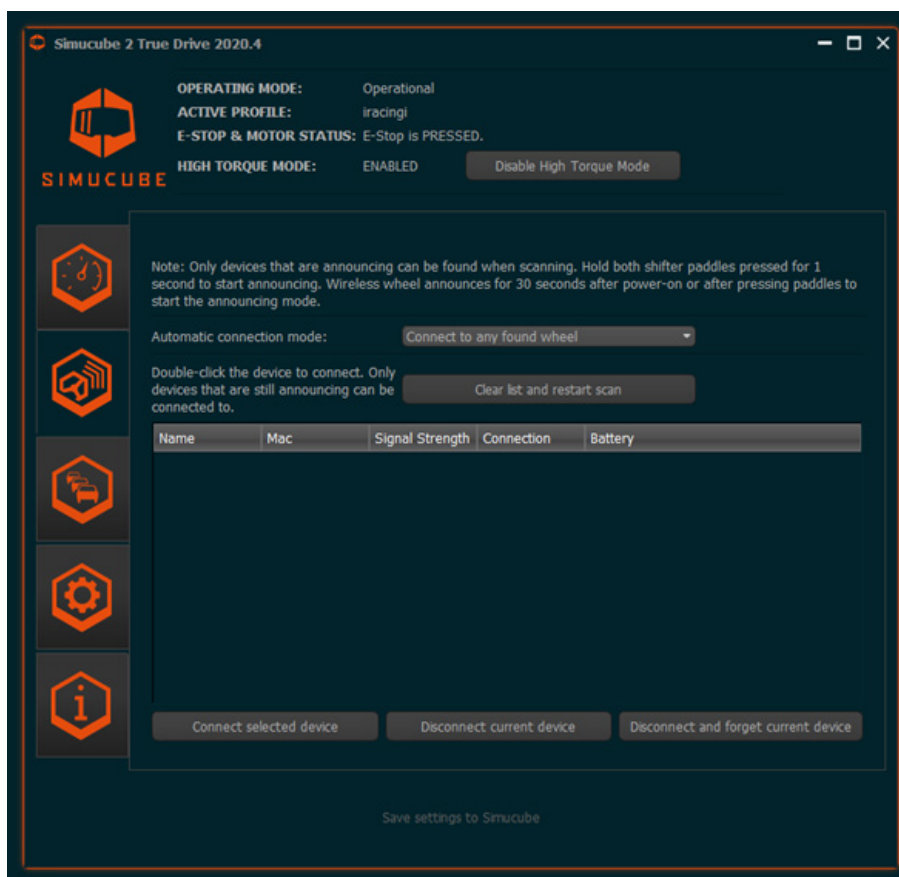 Simucube 2 True Drive 2020.4
SIMUCUBE
OPERATING MODE: Operational
ACTIVE PROFILE: iracingi
E-STOP & MOTOR STATUS: E-Stop is PRESSED.
HIGH TORQUE MODE: ENABLED Disable High Torque Mode
Note: Only devices that are announcing can be found when scanning. Hold both shifter paddles pressed for 1
second to start announcing. Wireless wheel announces for 30 seconds after power-on or after pressing paddles to
start the announcing mode.
Automatic connection mode: Connect to any found wheel
Double-click the device to connect. Only
devices that are still announcing can be
connected to.
Clear list and restart scan
Name Mac Signal Strength Connection Battery
Connect selected device Disconnect current device Disconnect and forget current device
Save settings to Simucube